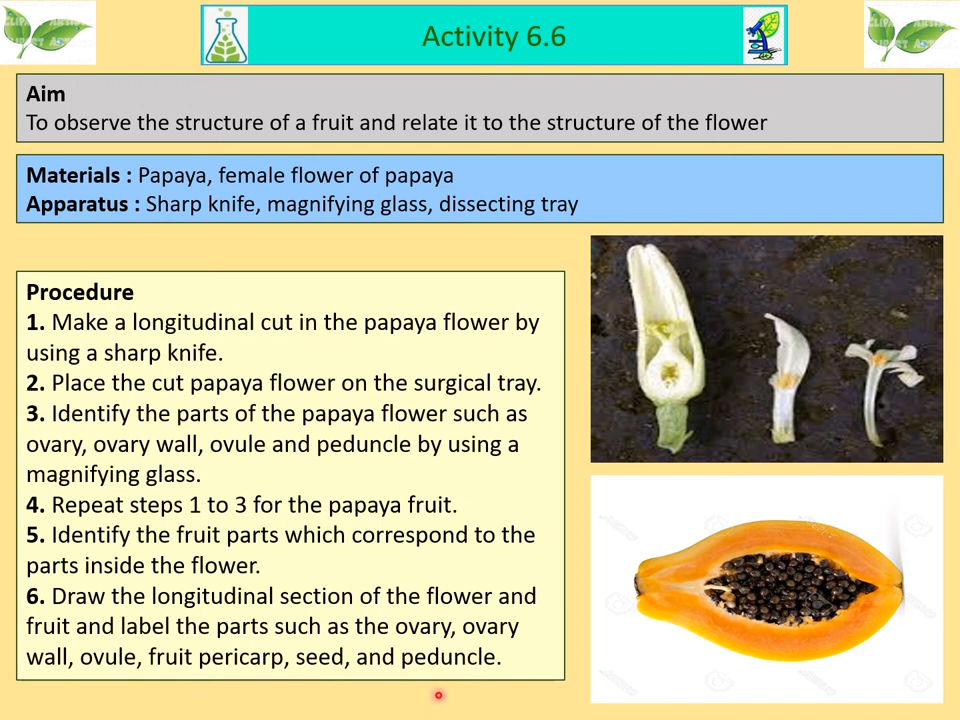 Activity 6.6
Aim
To observe the structure of a fruit and relate it to the structure of the flower
Materials : Papaya, female flower of papaya
Apparatus : Sharp knife, magnifying glass, dissecting tray
Procedure
1. Make a longitudinal cut in the papaya flower by
using a sharp knife.
2. Place the cut papaya flower on the surgical tray.
3. Identify the parts of the papaya flower such as
ovary, ovary wall, ovule and peduncle by using a
magnifying glass.
4. Repeat steps 1 to 3 for the papaya fruit.
5. Identify the fruit parts which correspond to the
parts inside the flower.
6. Draw the longitudinal section of the flower and
fruit and label the parts such as the ovary, ovary
wall, ovule, fruit pericarp, seed, and peduncle.